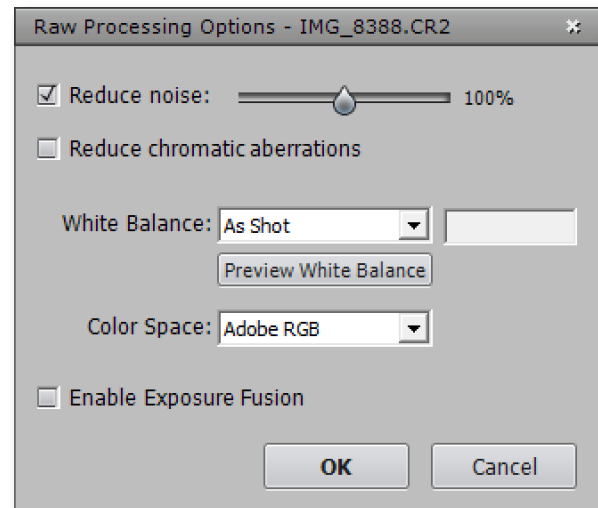 Raw Processing Options - IMG_8388.CR2
Reduce noise: 100%
Reduce chromatic aberrations
White Balance: As Shot
Preview White Balance
Color Space: Adobe RGB
Enable Exposure Fusion
OK Cancel